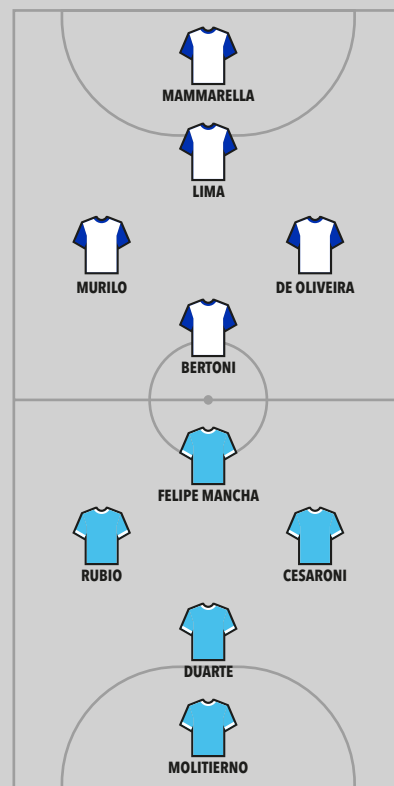 MAMMARELLA
LIMA
MURILO
DE OLIVEIRA
BERTONI
FELIPE MANCHA
RUBIO
CESARONI
DUARTE
MOLITIERNO